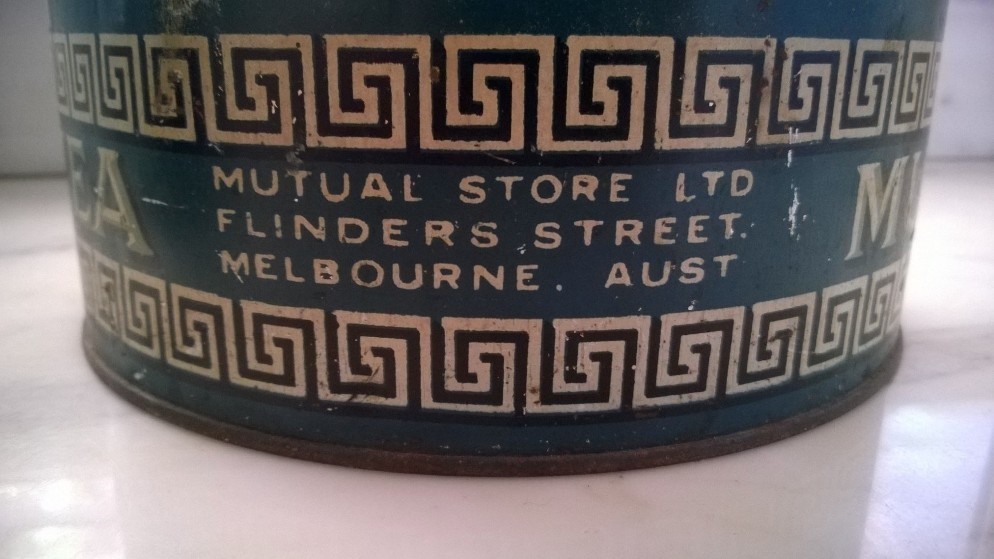 MUTUAL STORE LTD
FLINDERS STREET.
MELBOURNE. AUST